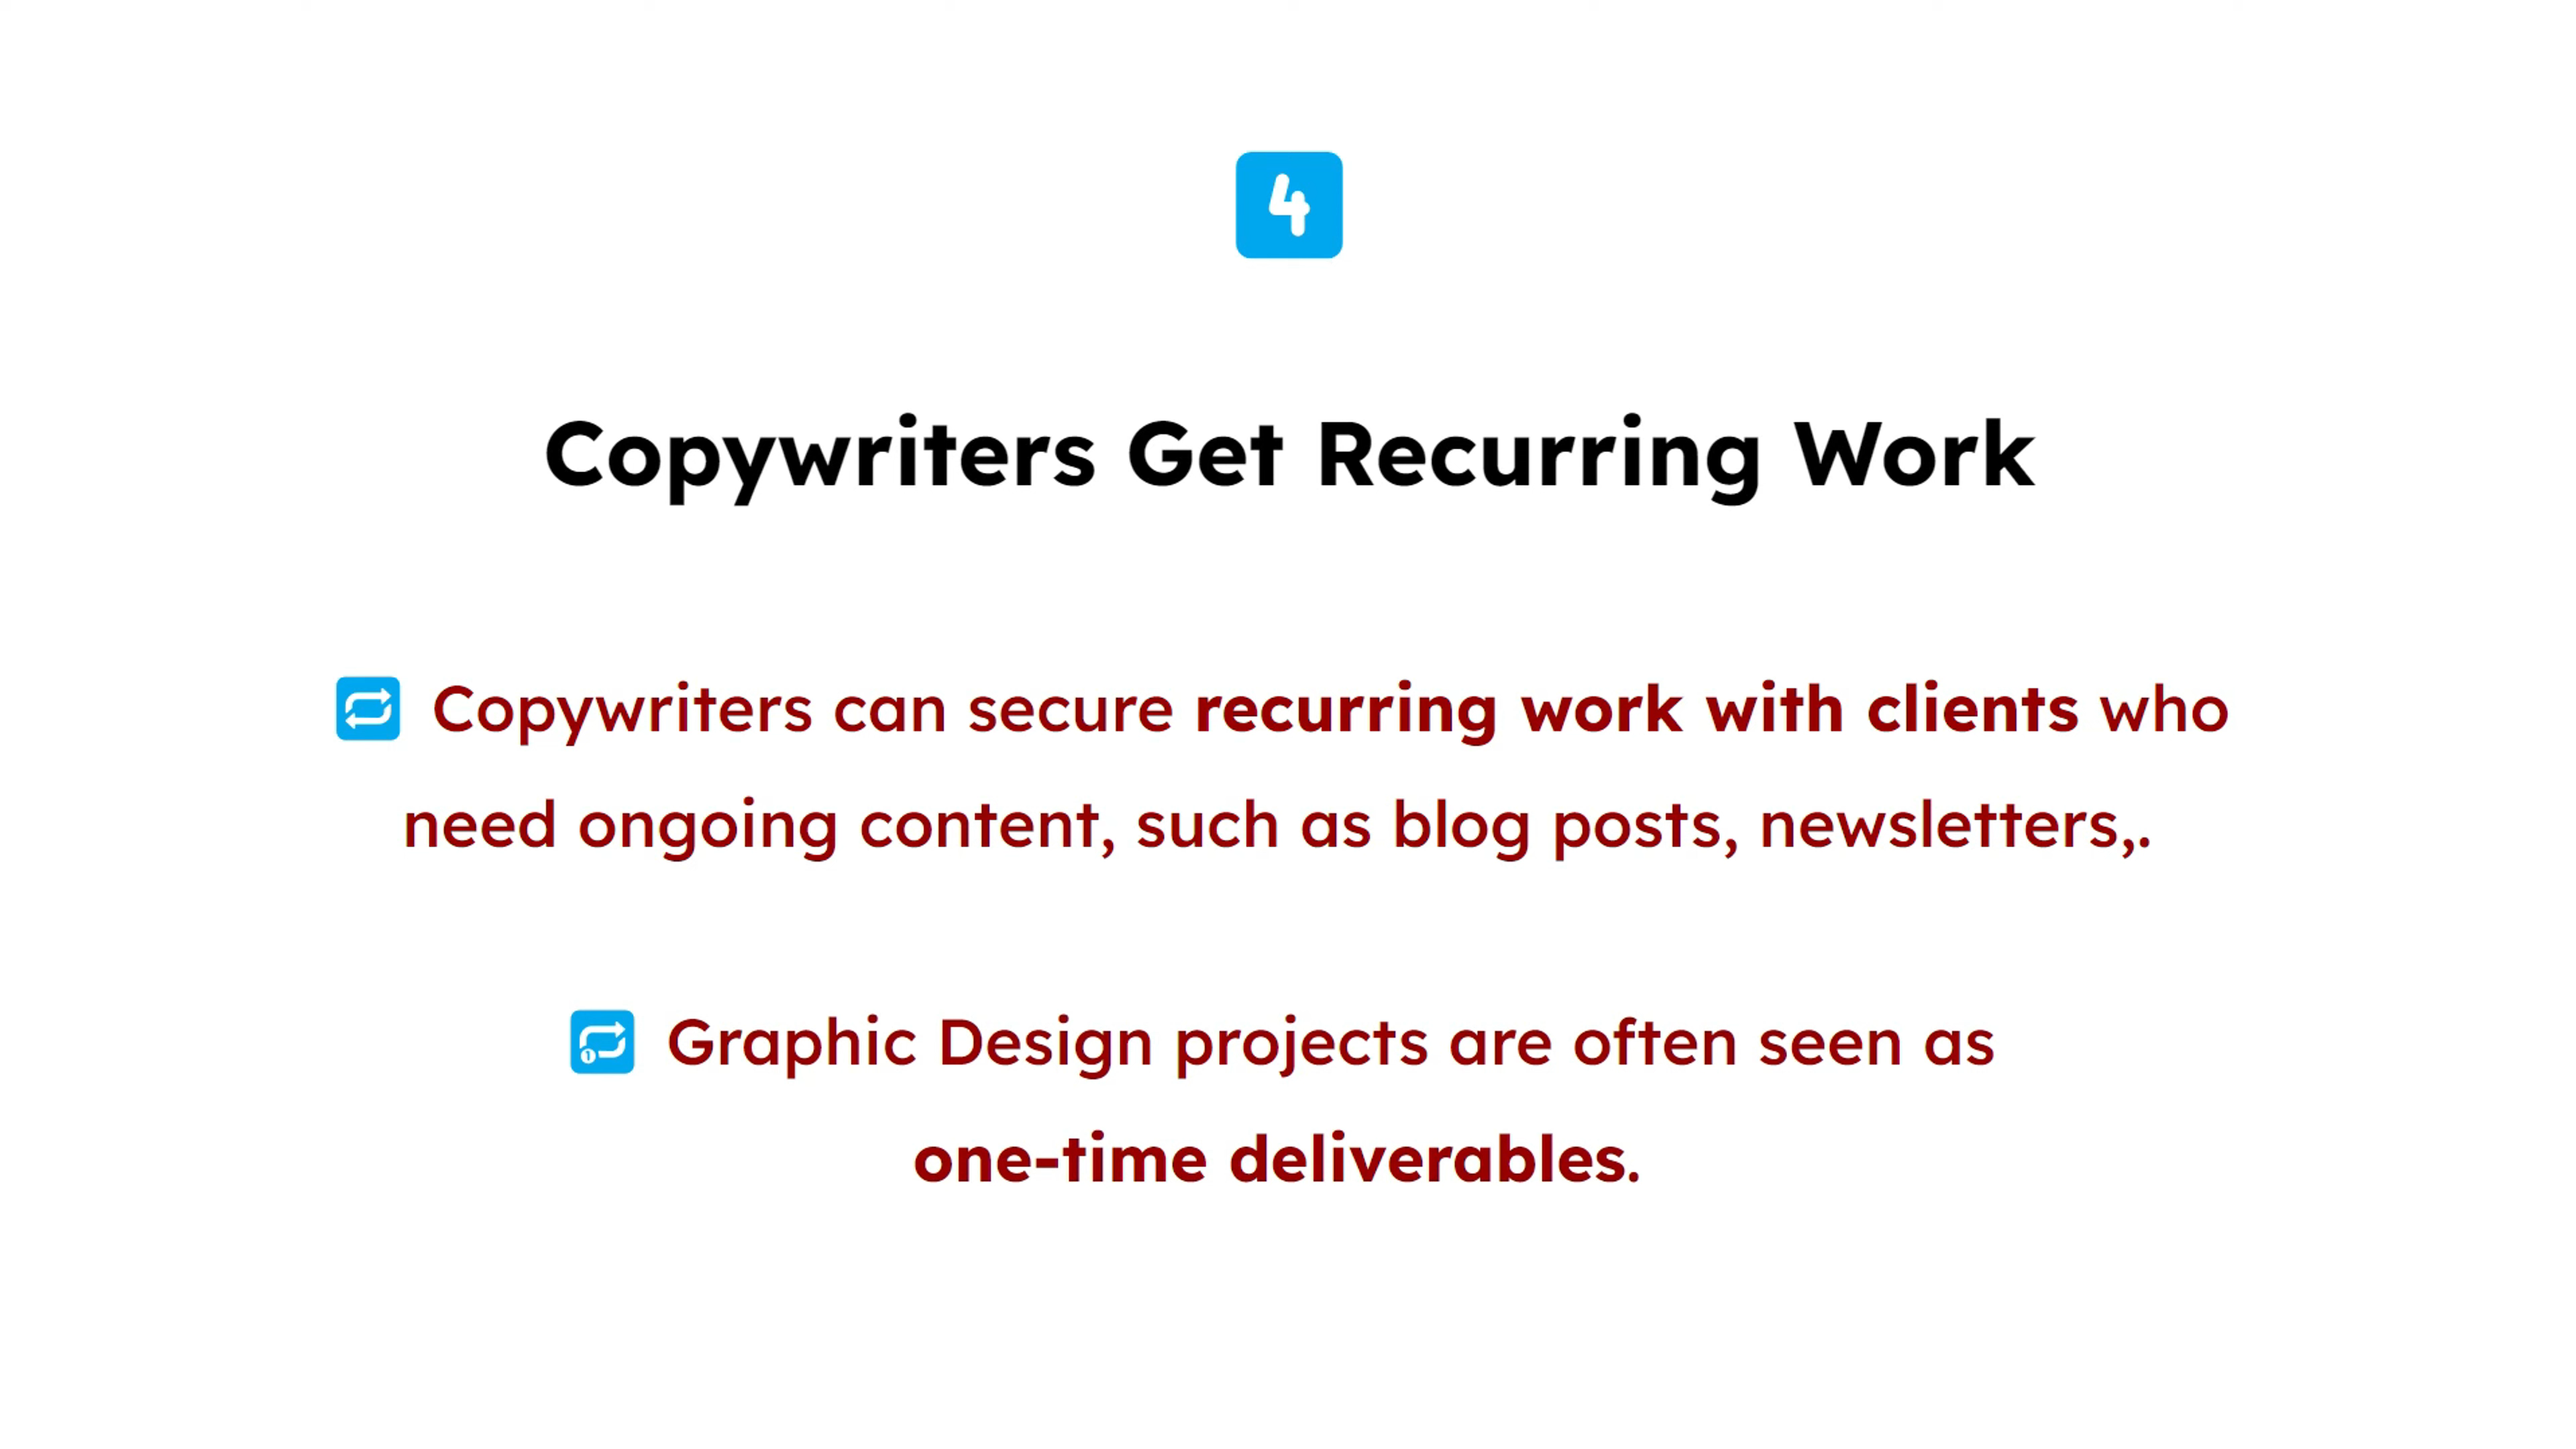 4
Copywriters Get Recurring Work
Copywriters can secure recurring work with clients who
need ongoing content, such as blog posts, newsletters,.
1 Graphic Design projects are often seen as
one-time deliverables.